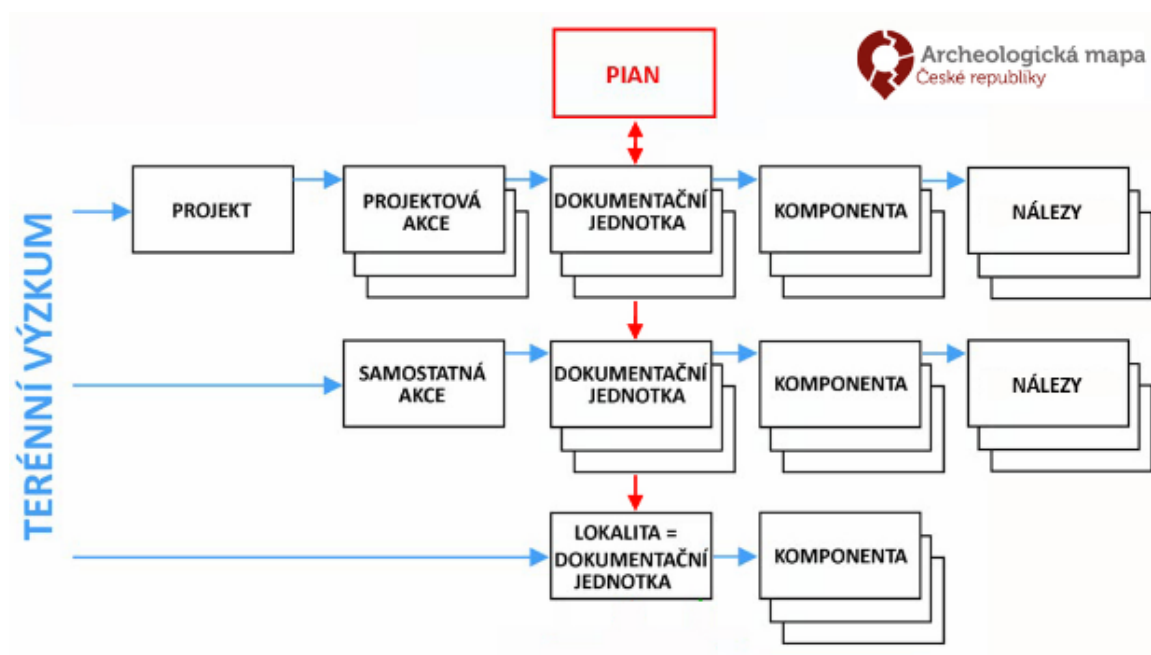 PIAN
Archeologická mapa
České republiky
TERÉNNÍ VÝZKUM
PROJEKT
PROJEKTOVÁ
AKCE
DOKUMENTAČNÍ
JEDNOTKA
KOMPONENTA
NÁLEZY
SAMOSTATNÁ
AKCE
DOKUMENTAČNÍ
JEDNOTKA
KOMPONENTA
NÁLEZY
LOKALITA =
DOKUMENTAČNÍ
JEDNOTKA
KOMPONENTA